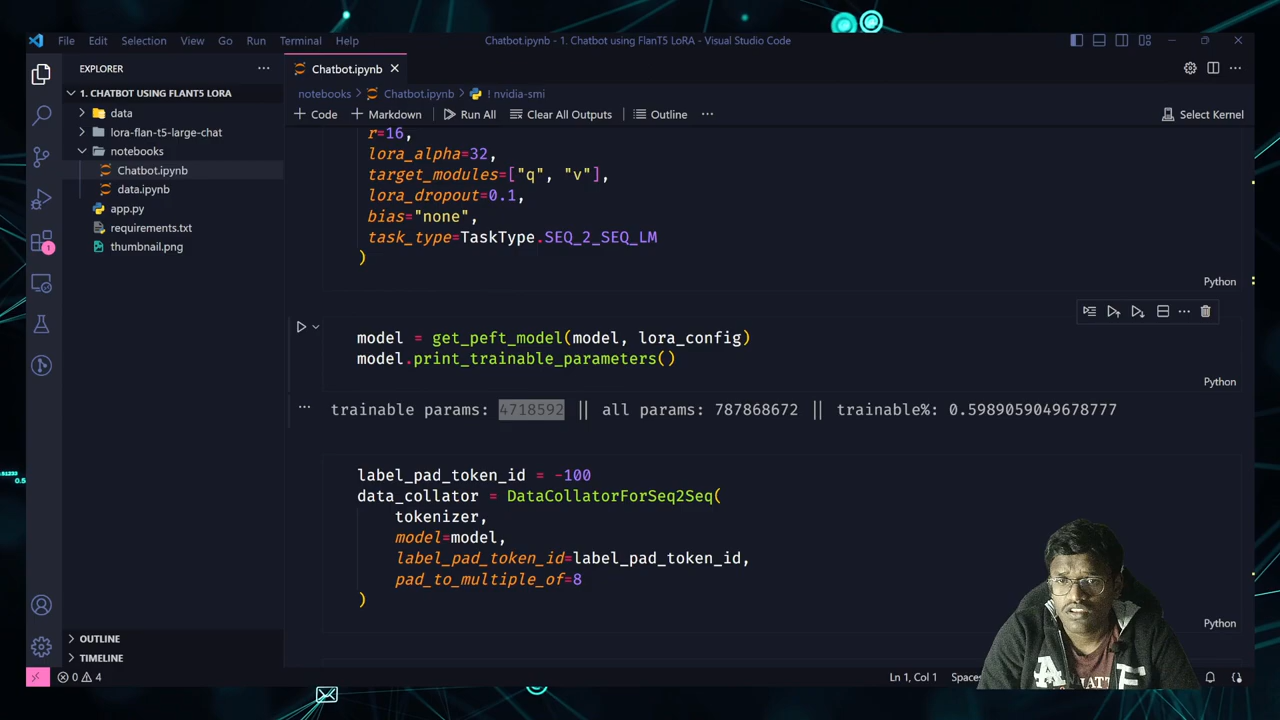 File Edit Selection View Go Run Terminal Help
Chatbot.ipynb - 1. Chatbot using FlanT5 LoRA - Visual Studio Code
EXPLORER
1. CHATBOT USING FLANT5 LORA
data
lora-flan-t5-large-chat
notebooks
Chatbot.ipynb
data.ipynb
app.py
requirements.txt
thumbnail.png
OUTLINE
TIMELINE
1
Chatbot.ipynb
notebooks > Chatbot.ipynb > ! nvidia-smi
+ Code + Markdown Run All Clear All Outputs Outline ... Select Kernel
r=16,
lora_alpha=32,
target_modules=["q", "v"],
lora_dropout=0.1,
bias="none",
task_type=TaskType.SEQ_2_SEQ_LM
)
Python
model = get_peft_model(model, lora_config)
model.print_trainable_parameters()
Python
... trainable params: 4718592 || all params: 787868672 || trainable%: 0.5989059049678777
label_pad_token_id = -100
data_collator = DataCollatorForSeq2Seq(
tokenizer,
model=model,
label_pad_token_id=label_pad_token_id,
pad_to_multiple_of=8
)
Python
0 4
Ln 1, Col 1